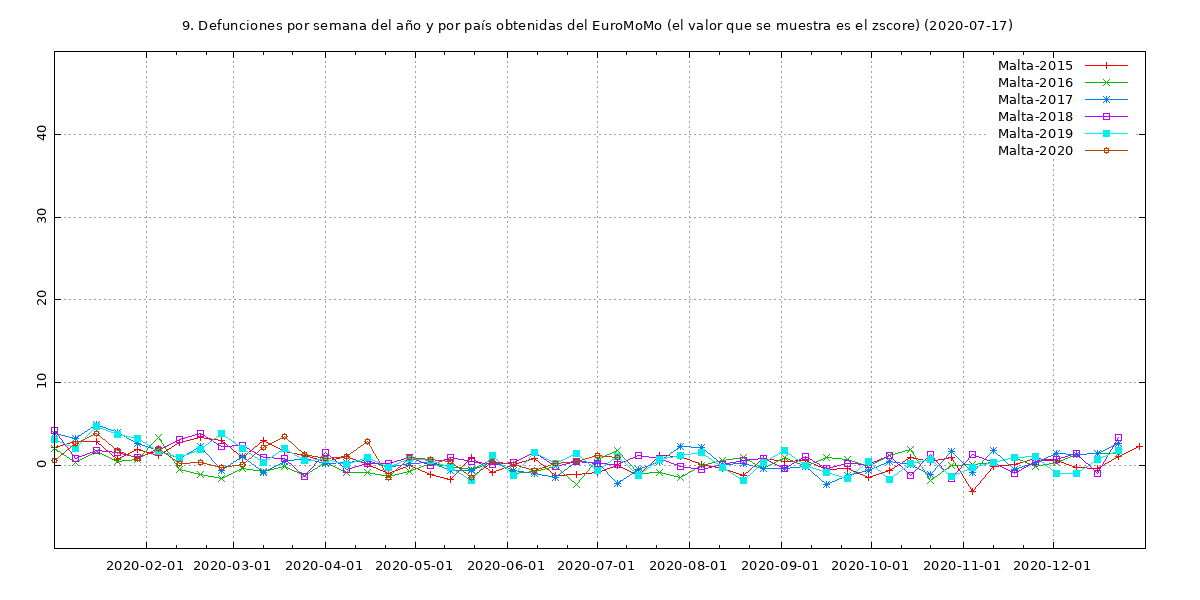 9. Defunciones por semana del año y por país obtenidas del EuroMoMo (el valor que se muestra es el zscore) (2020-07-17)
Malta-2015
Malta-2016
Malta-2017
Malta-2018
Malta-2019
Malta-2020
40
30
20
10
0
2020-02-01 2020-03-01 2020-04-01 2020-05-01 2020-06-01 2020-07-01 2020-08-01 2020-09-01 2020-10-01 2020-11-01 2020-12-01